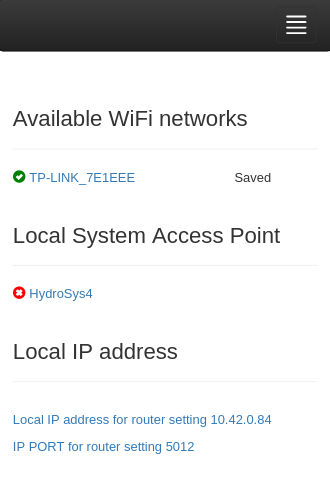 Available WiFi networks
TP-LINK_7E1EEE Saved
Local System Access Point
HydroSys4
Local IP address
Local IP address for router setting 10.42.0.84
IP PORT for router setting 5012